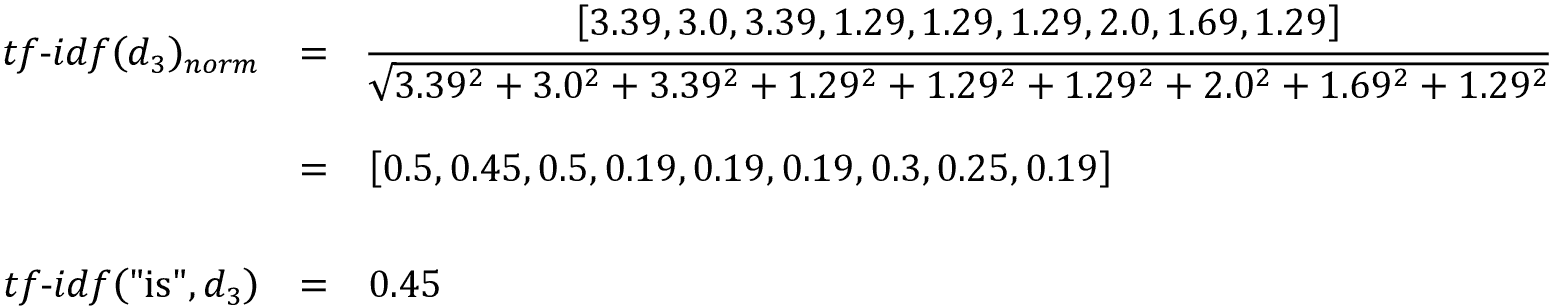 tf-idf(d₃)ₙₒᵣₘ = [3.39, 3.0, 3.39, 1.29, 1.29, 1.29, 2.0, 1.69, 1.29]
√3.39² + 3.0² + 3.39² + 1.29² + 1.29² + 1.29² + 2.0² + 1.69² + 1.29²
= [0.5, 0.45, 0.5, 0.19, 0.19, 0.19, 0.3, 0.25, 0.19]
tf-idf("is", d₃) = 0.45